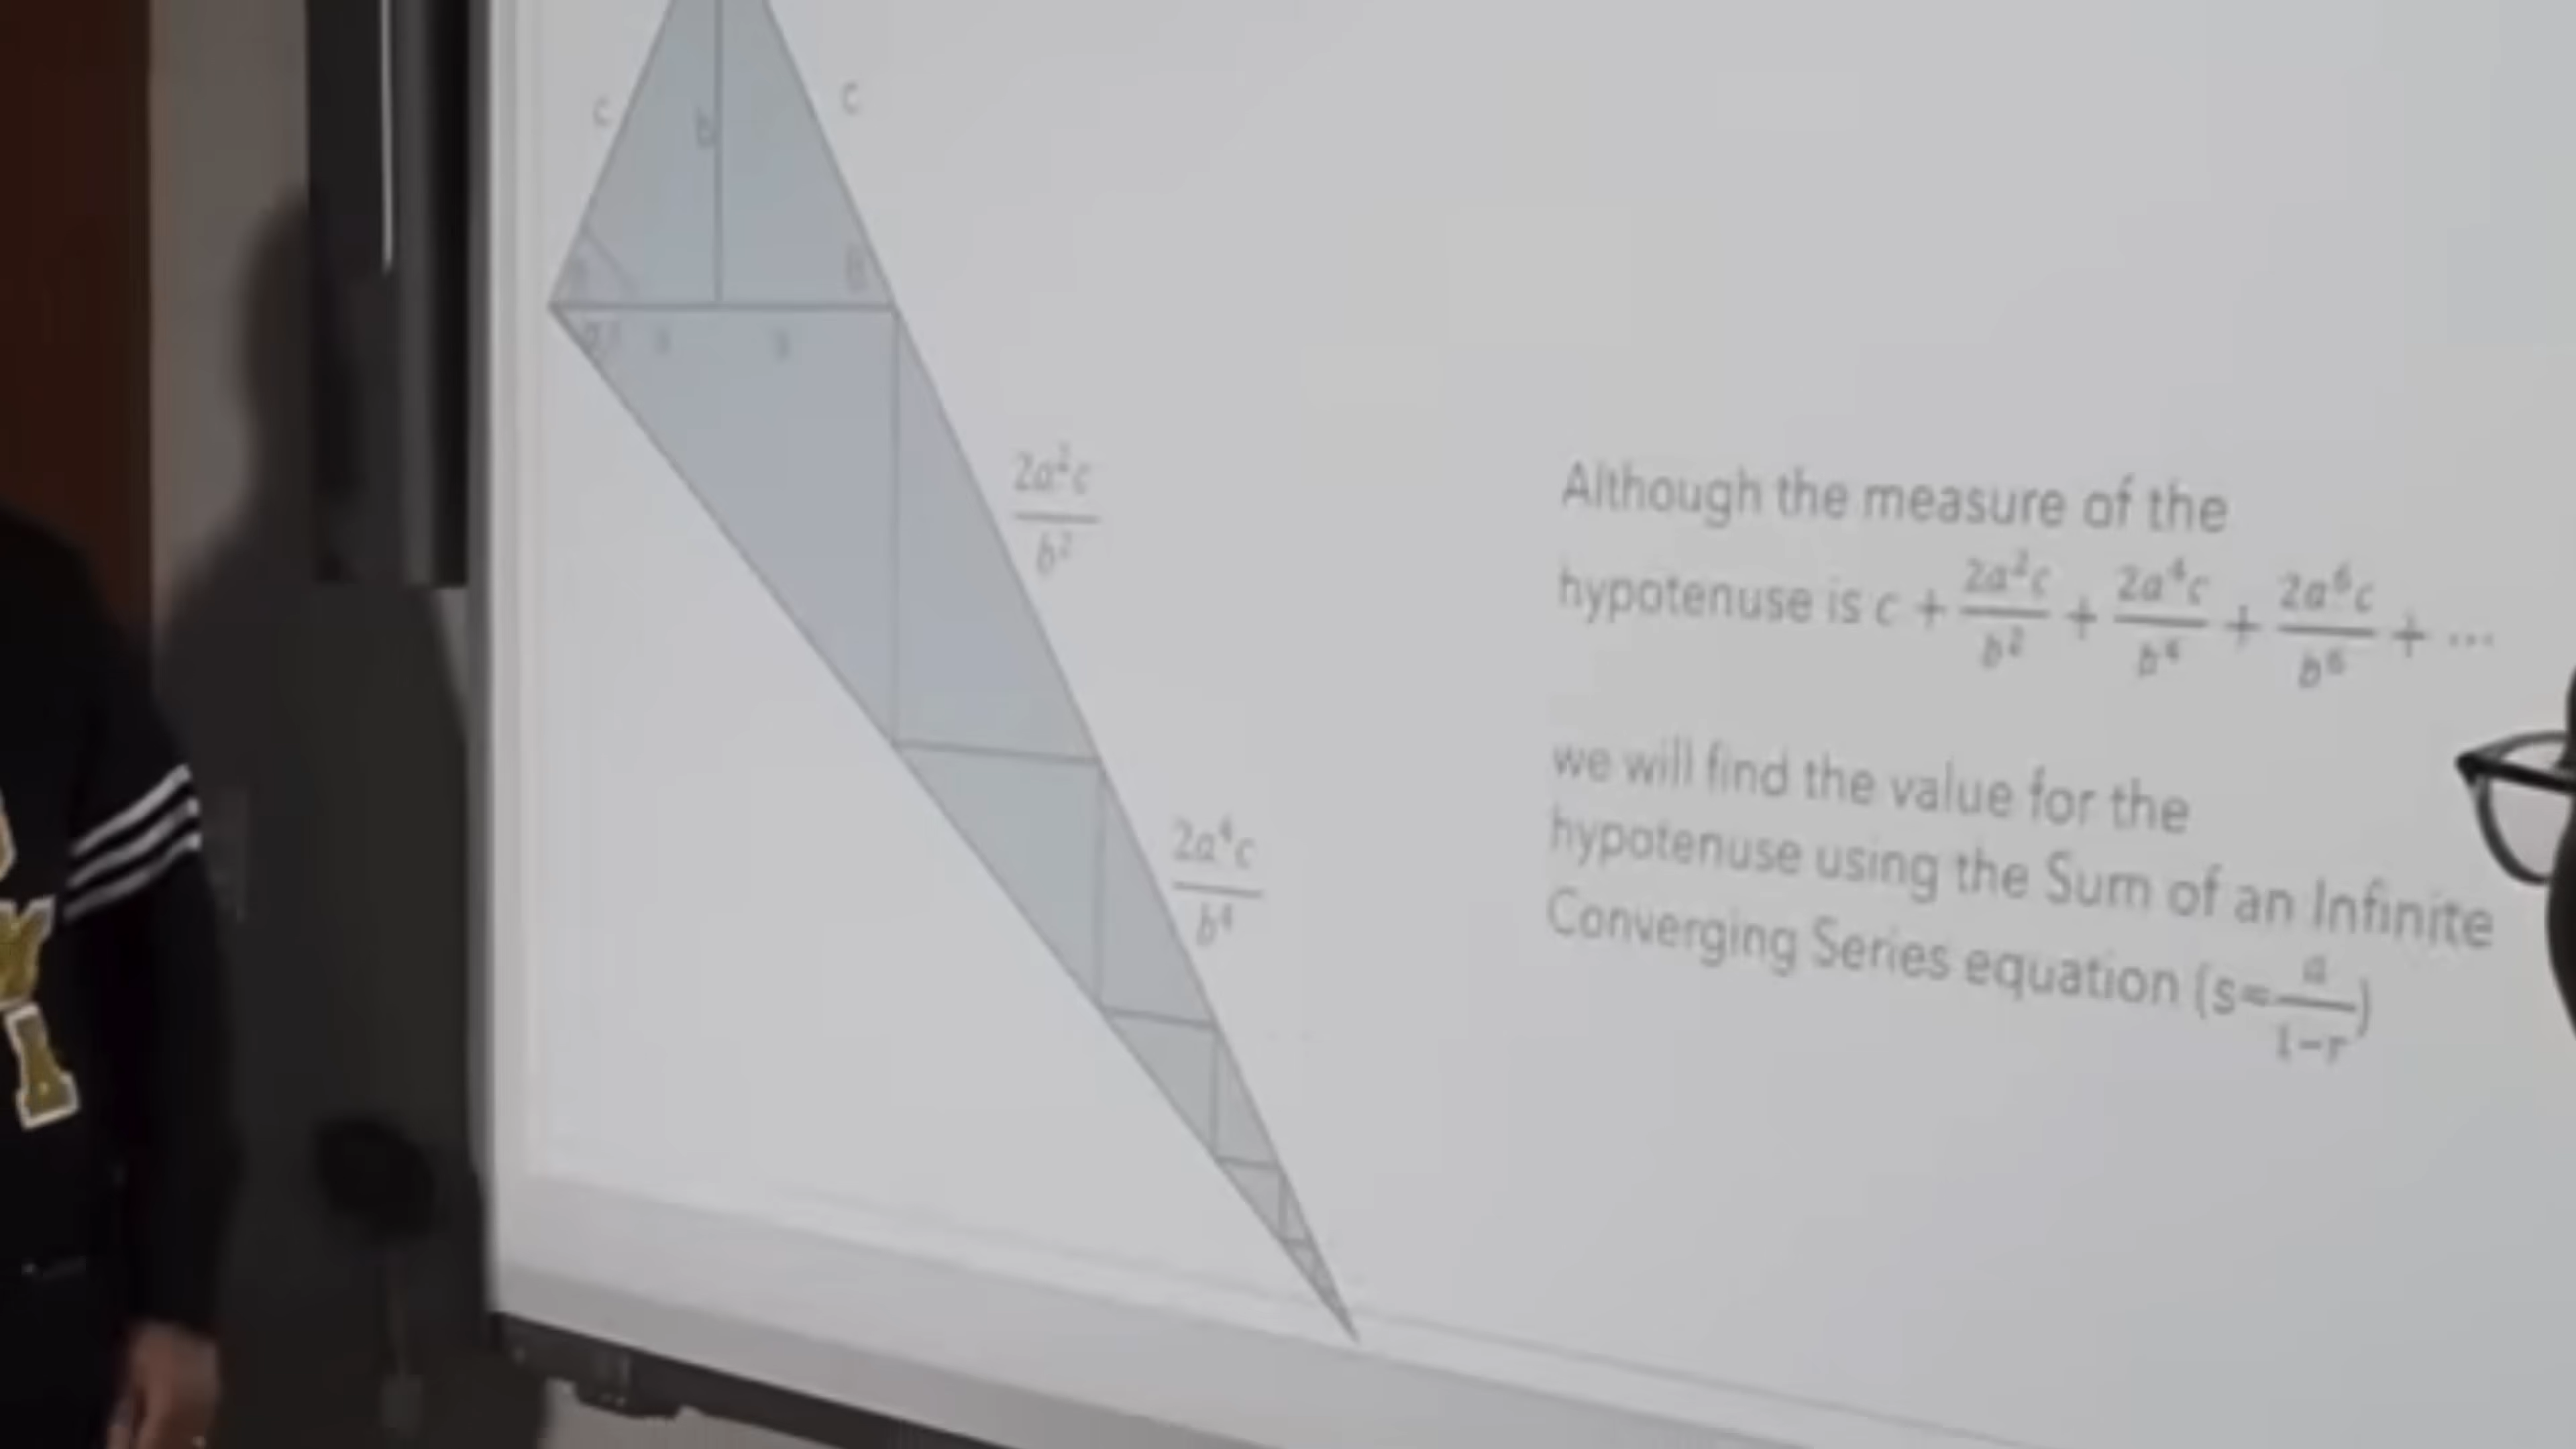 c
c
b
2a²c
b²
2a⁴c
b⁴
Although the measure of the
hypotenuse is c + 2a²c/b² + 2a⁴c/b⁴ + 2a⁶c/b⁶ + ...
we will find the value for the
hypotenuse using the Sum of an Infinite
Converging Series equation (s=a/1−r)